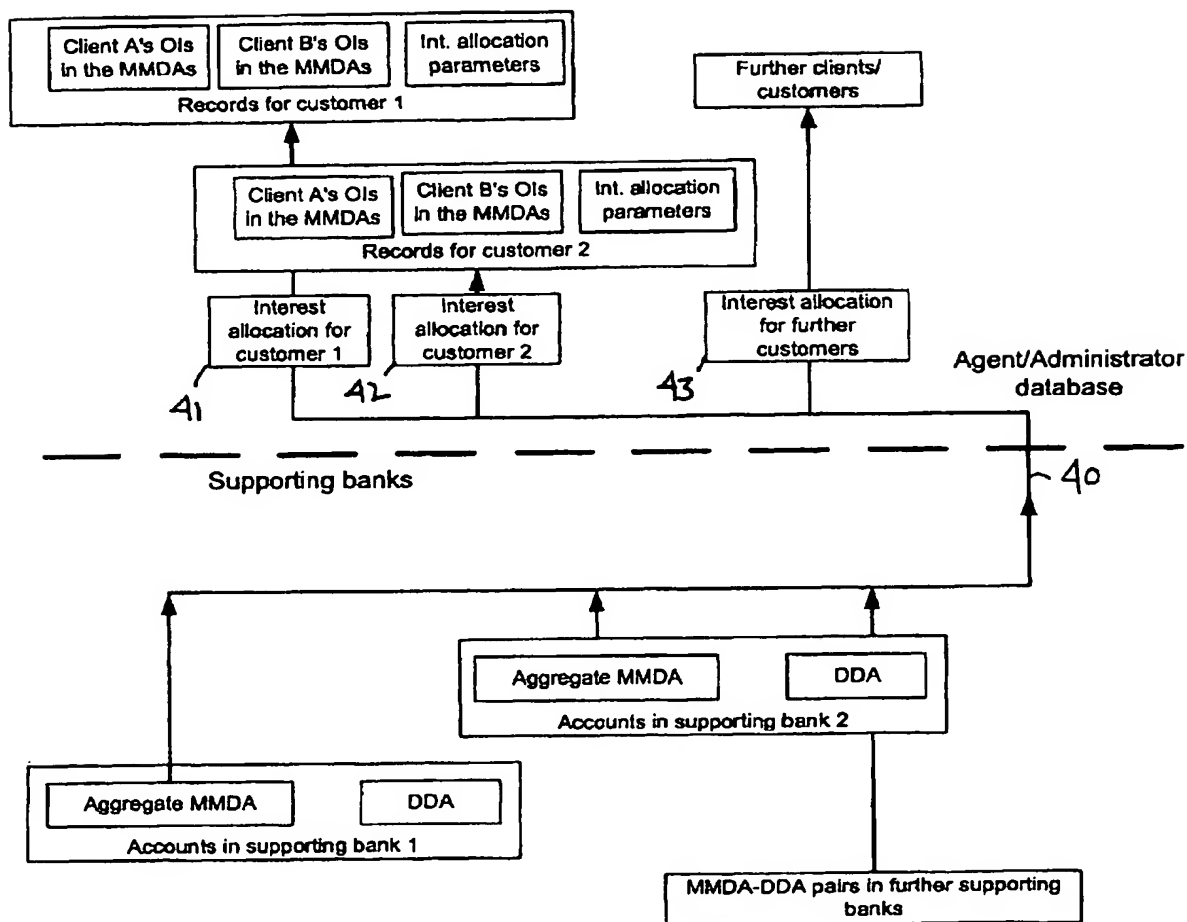 Client A's OIs
in the MMDAs
Client B's OIs
in the MMDAs
Int. allocation
parameters
Records for customer 1
Further clients/
customers
Client A's OIs
in the MMDAs
Client B's OIs
in the MMDAs
Int. allocation
parameters
Records for customer 2
Interest
allocation for
customer 1
Interest
allocation for
customer 2
Interest allocation
for further
customers
41
42
43
Agent/Administrator
database
Supporting banks
40
Aggregate MMDA
DDA
Accounts in supporting bank 2
Aggregate MMDA
DDA
Accounts in supporting bank 1
MMDA-DDA pairs in further supporting
banks